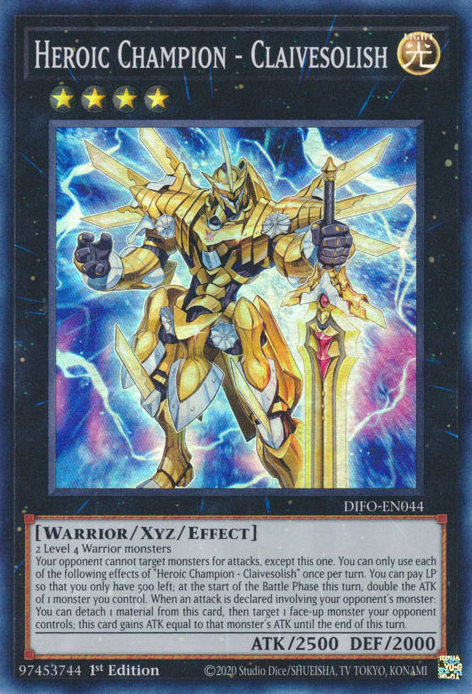 HEROIC CHAMPION - CLAIVESOLISH
LIGHT
光
DIFO-EN044
[WARRIOR/XYZ/EFFECT]
2 Level 4 Warrior monsters
Your opponent cannot target monsters for attacks, except this one. You can only use each
of the following effects of "Heroic Champion - Claivesolish" once per turn. You can pay LP
so that you only have 500 left; at the start of the Battle Phase this turn, double the ATK
of 1 monster you control. When an attack is declared involving your opponent's monster:
You can detach 1 material from this card, then target 1 face-up monster your opponent
controls; this card gains ATK equal to that monster's ATK until the end of this turn.
ATK/2500 DEF/2000
97453744 1st Edition ©2020 Studio Dice/SHUEISHA, TV TOKYO, KONAMI